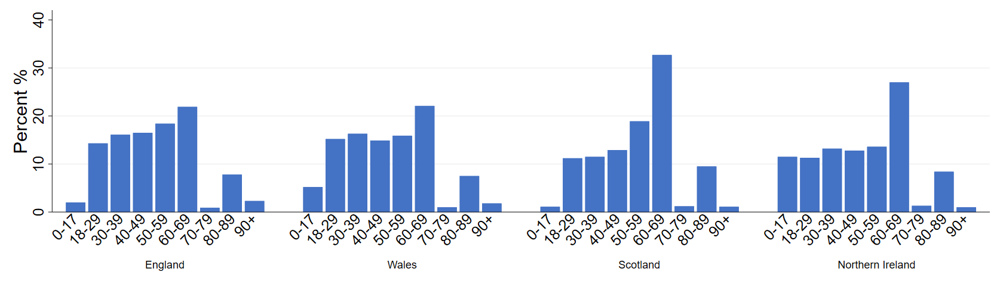 Percent %
40
30
20
10
0
0-17 18-29 30-39 40-49 50-59 60-69 70-79 80-89 90+
0-17 18-29 30-39 40-49 50-59 60-69 70-79 80-89 90+
0-17 18-29 30-39 40-49 50-59 60-69 70-79 80-89 90+
0-17 18-29 30-39 40-49 50-59 60-69 70-79 80-89 90+
England Wales Scotland Northern Ireland